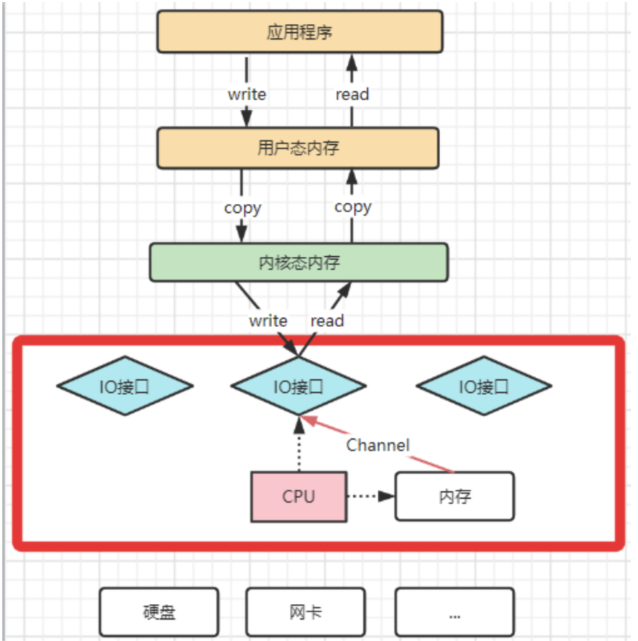 应用程序
write
read
用户态内存
copy
copy
内核态内存
write
read
IO接口
IO接口
IO接口
Channel
CPU
内存
硬盘
网卡
...